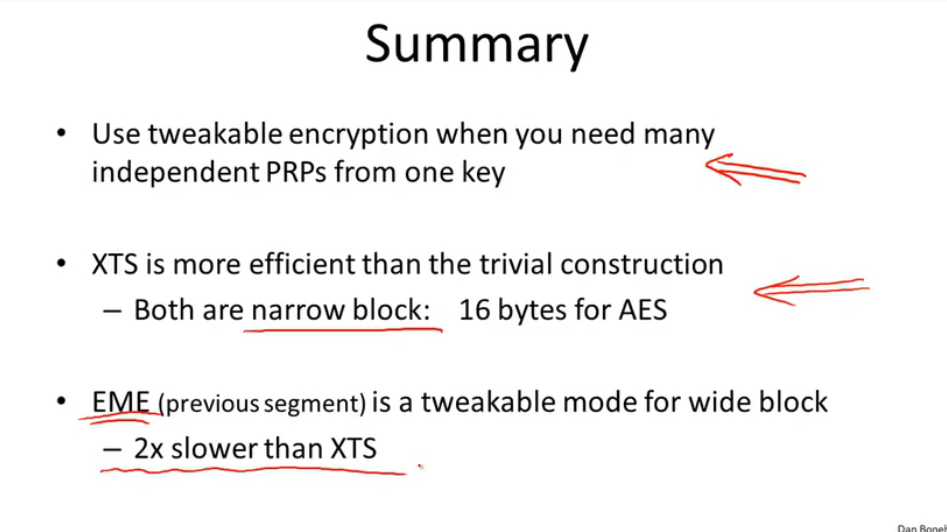 Summary
• Use tweakable encryption when you need many
independent PRPs from one key
• XTS is more efficient than the trivial construction
– Both are narrow block: 16 bytes for AES
• EME (previous segment) is a tweakable mode for wide block
– 2x slower than XTS
Dan Boneh